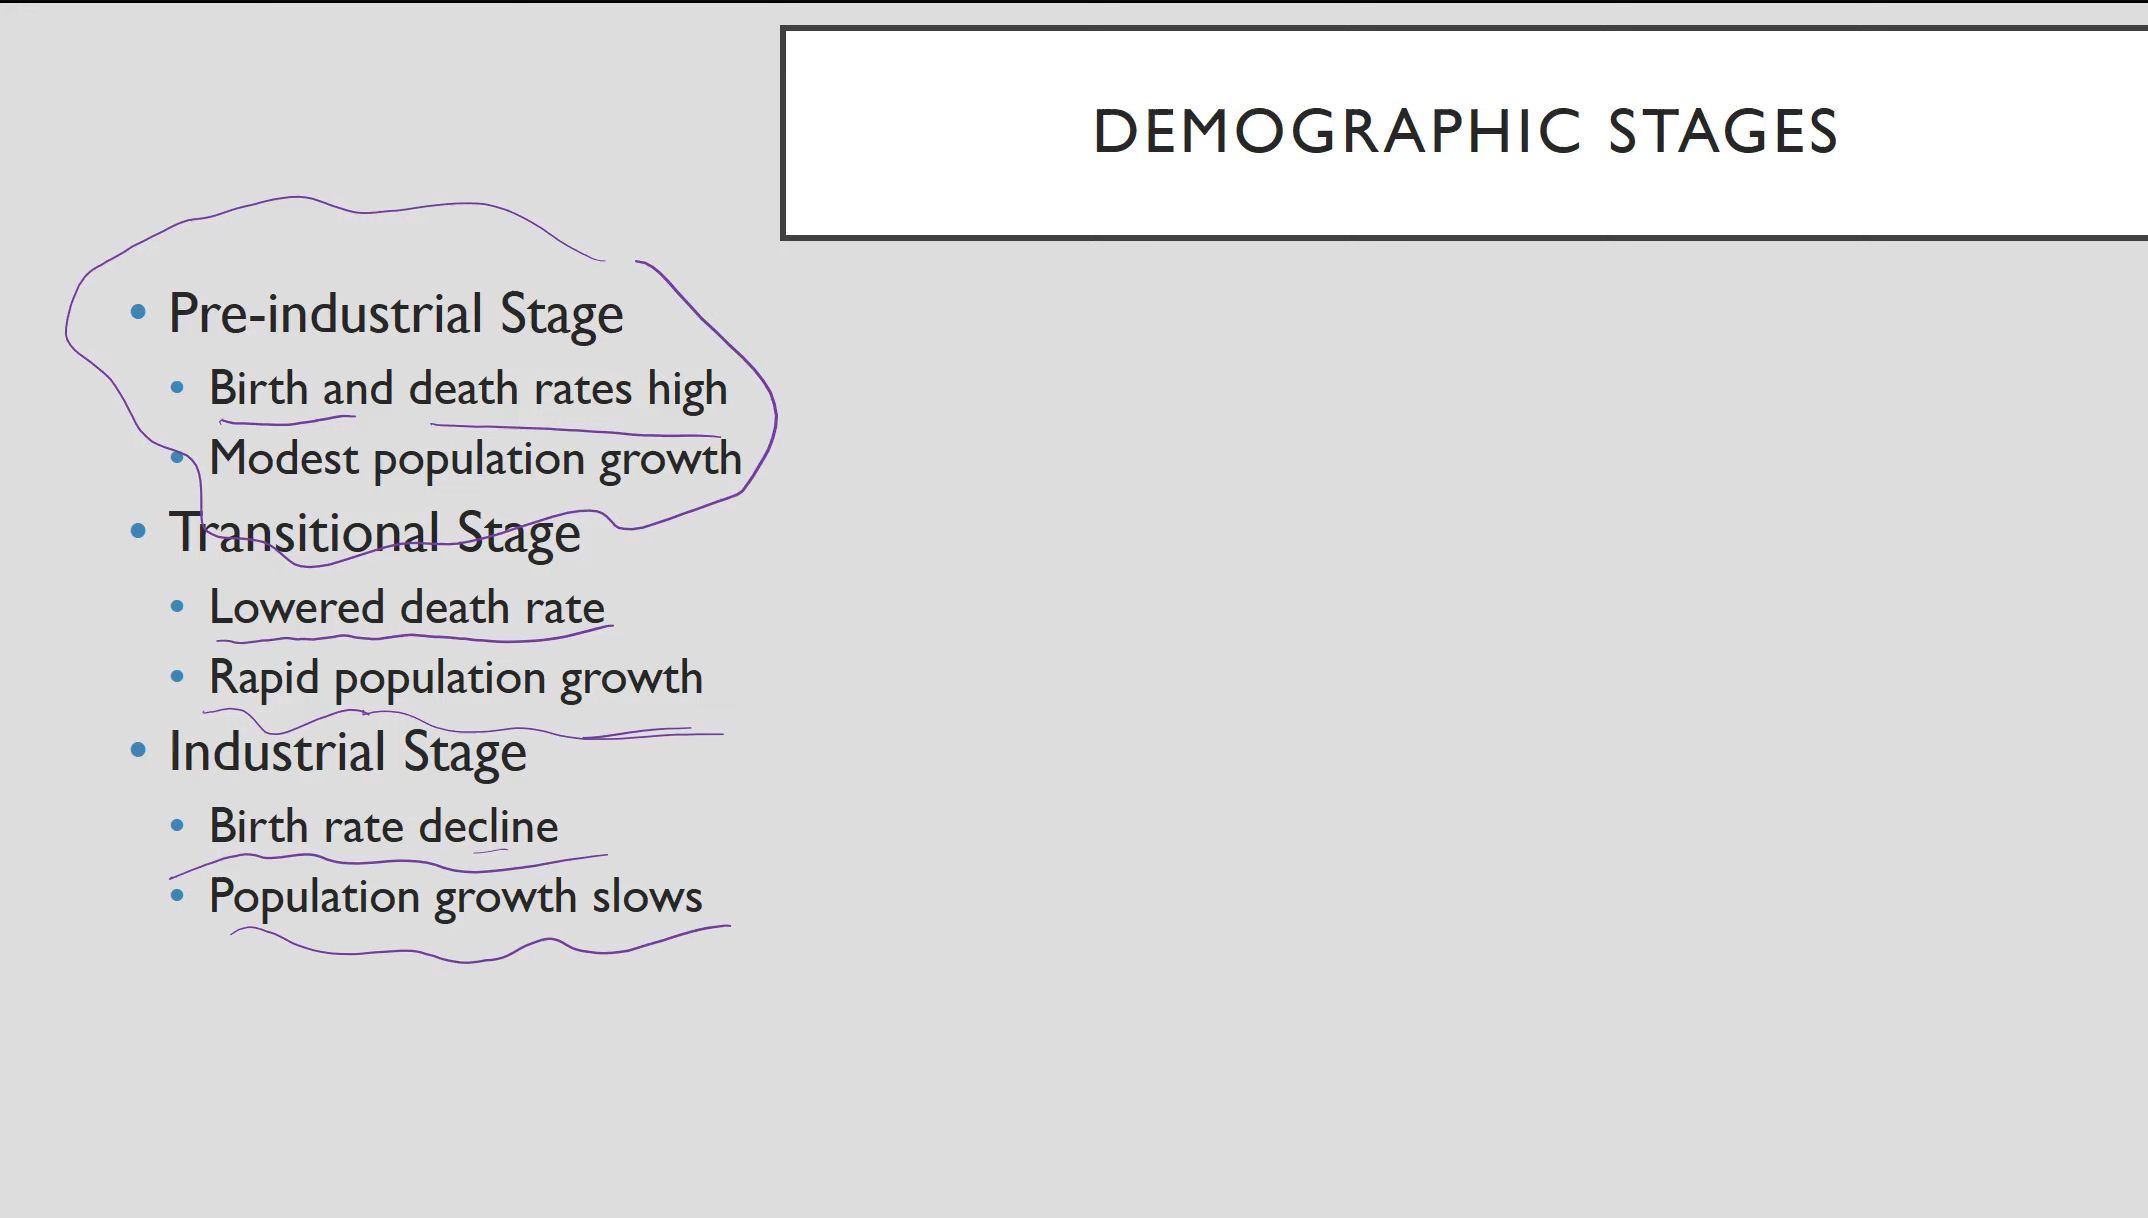 DEMOGRAPHIC STAGES
• Pre-industrial Stage
• Birth and death rates high
• Modest population growth
• Transitional Stage
• Lowered death rate
• Rapid population growth
• Industrial Stage
• Birth rate decline
• Population growth slows